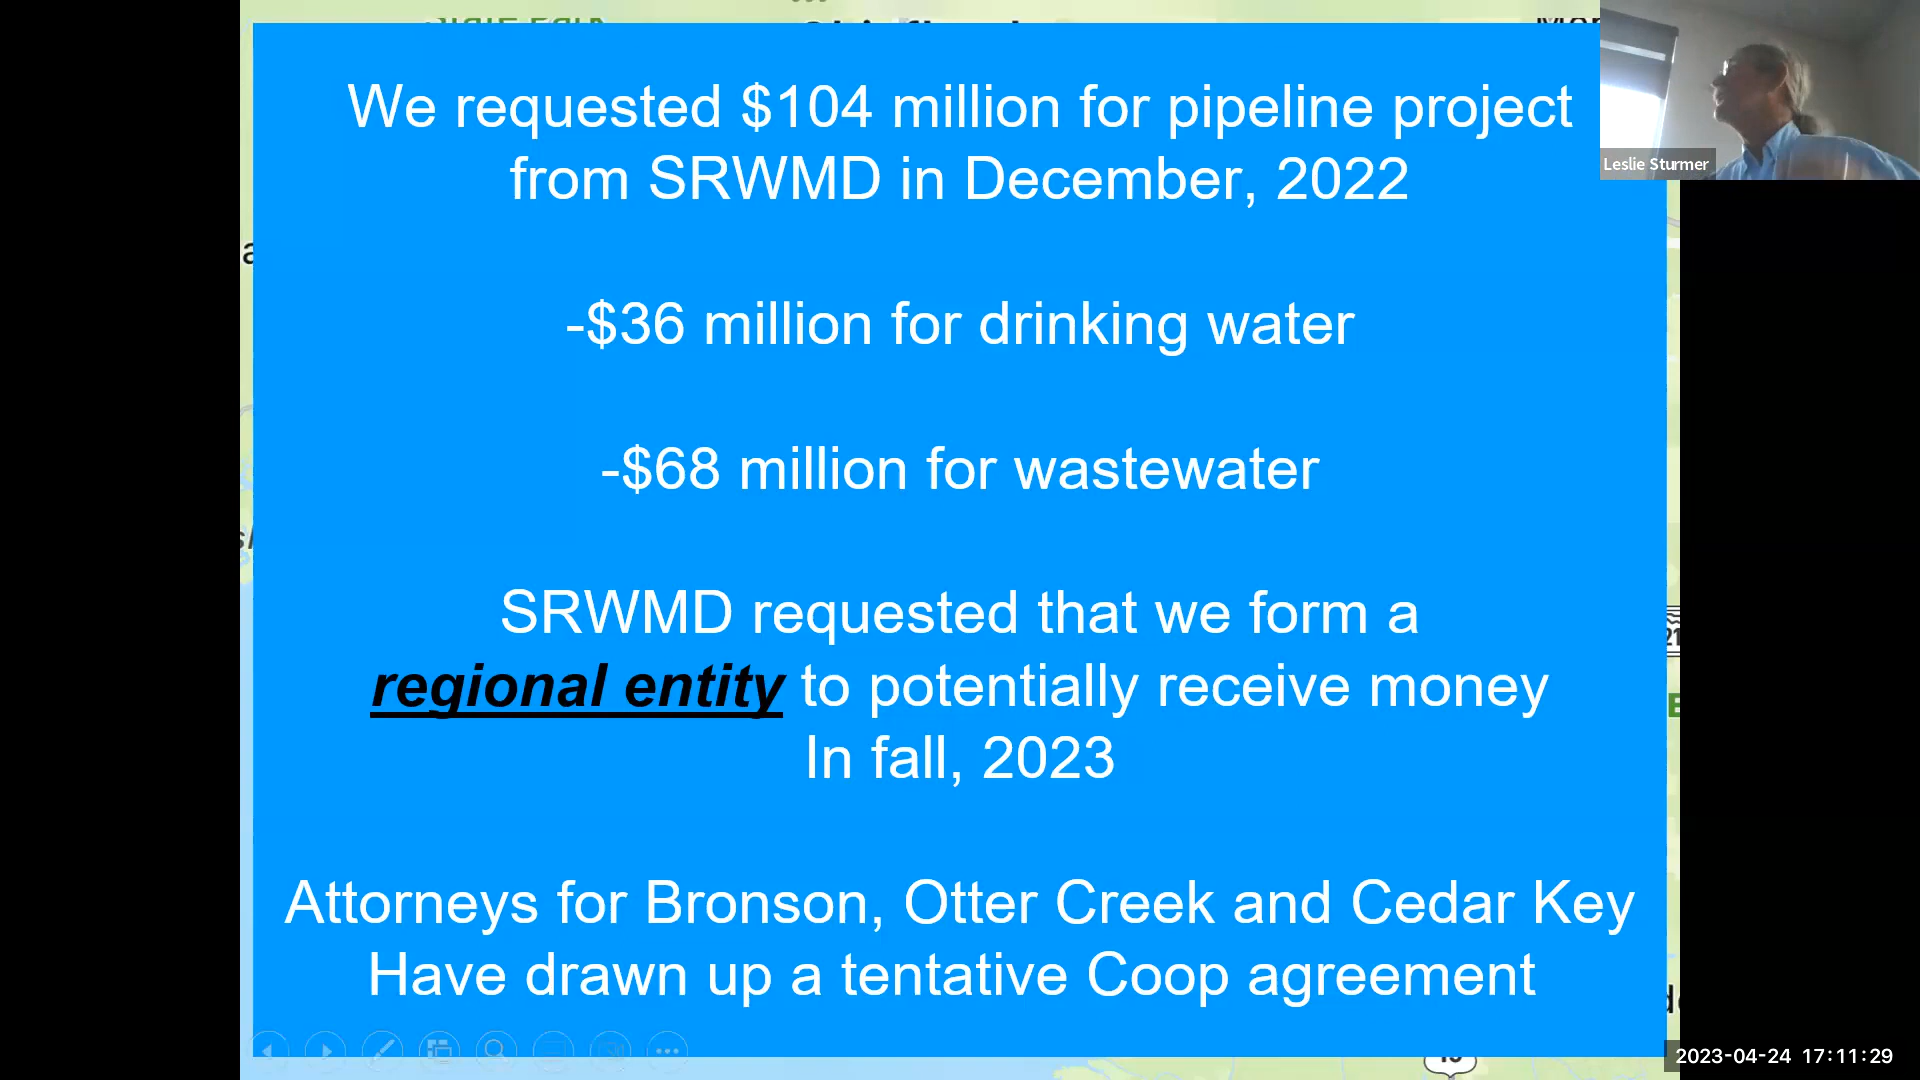 We requested $104 million for pipeline project
from SRWMD in December, 2022
-$36 million for drinking water
-$68 million for wastewater
SRWMD requested that we form a
regional entity to potentially receive money
In fall, 2023
Attorneys for Bronson, Otter Creek and Cedar Key
Have drawn up a tentative Coop agreement
Leslie Sturmer
2023-04-24 17:11:29